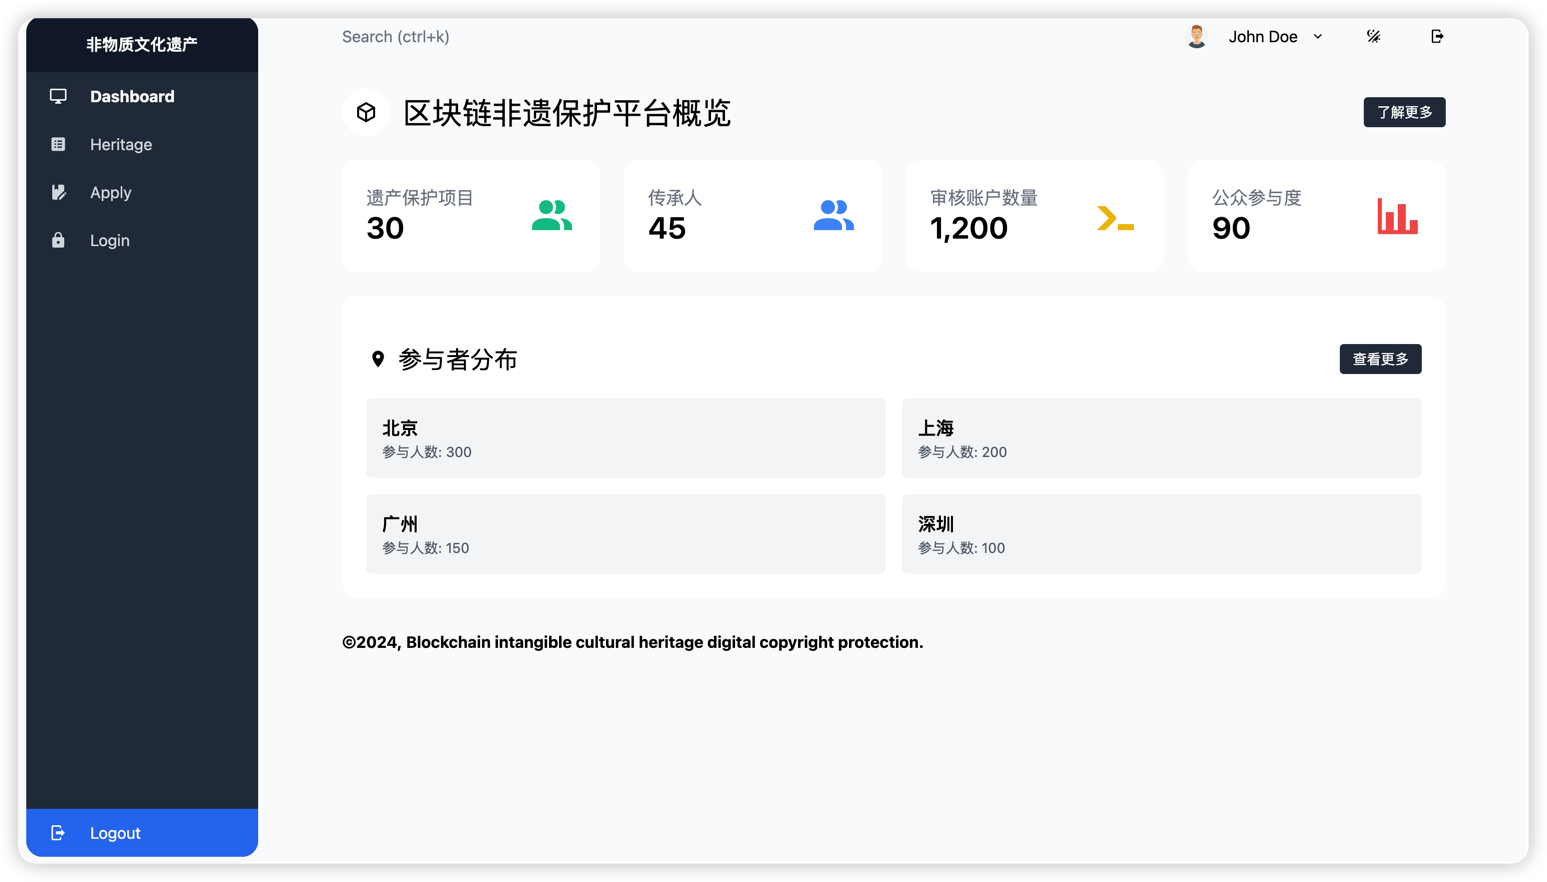 非物质文化遗产
Dashboard
Heritage
Apply
Login
Logout
Search (ctrl+k)
John Doe
区块链非遗保护平台概览
了解更多
遗产保护项目
30
传承人
45
审核账户数量
1,200
公众参与度
90
参与者分布
查看更多
北京
参与人数: 300
上海
参与人数: 200
广州
参与人数: 150
深圳
参与人数: 100
©2024, Blockchain intangible cultural heritage digital copyright protection.